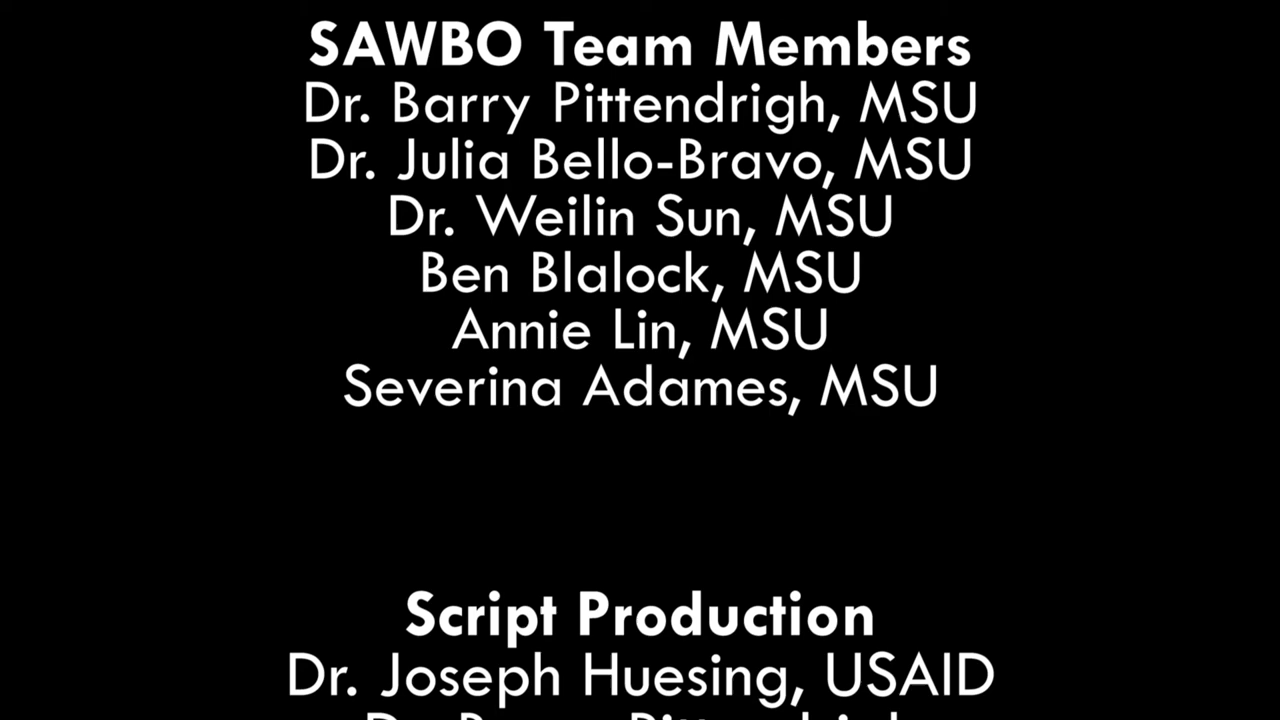 SAWBO Team Members
Dr. Barry Pittendrigh, MSU
Dr. Julia Bello-Bravo, MSU
Dr. Weilin Sun, MSU
Ben Blalock, MSU
Annie Lin, MSU
Severina Adames, MSU
Script Production
Dr. Joseph Huesing, USAID